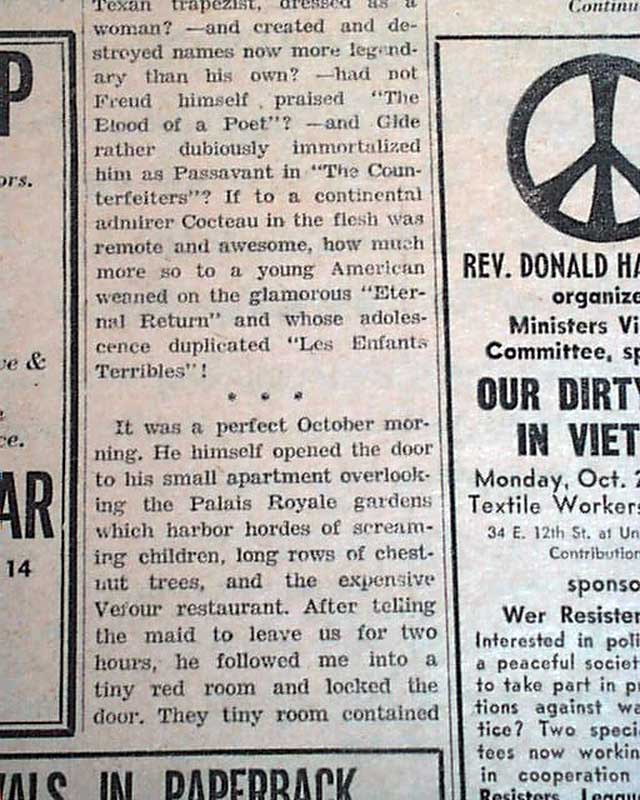 P
ors.
ve &
ce.
AR
14
Texan trapezist, dressed as a
woman? —and created and de-
stroyed names now more legend-
ary than his own? —had not
Freud himself praised "The
Blood of a Poet"? —and Gide
rather dubiously immortalized
him as Passavant in "The Coun-
terfeiters"? If to a continental
admirer Cocteau in the flesh was
remote and awesome, how much
more so to a young American
weaned on the glamorous "Eter-
nal Return" and whose adoles-
cence duplicated "Les Enfants
Terribles"!
* * *
It was a perfect October mor-
ning. He himself opened the door
to his small apartment overlook-
ing the Palais Royale gardens
which harbor hordes of scream-
ing children, long rows of chest-
nut trees, and the expensive
Vefour restaurant. After telling
the maid to leave us for two
hours, he followed me into a
tiny red room and locked the
door. They tiny room contained
VALS IN PAPERBACK
Continu
REV. DONALD HA
organize
Ministers Vi
Committee, sp
OUR DIRTY
IN VIET
Monday, Oct. 2
Textile Workers
34 E. 12th St. at Un
Contribution
sponso
Wer Resister
Interested in poli
a peaceful societ
to take part in pr
tions against wa
tice? Two specia
tees now workin
in cooperation
Resisters League